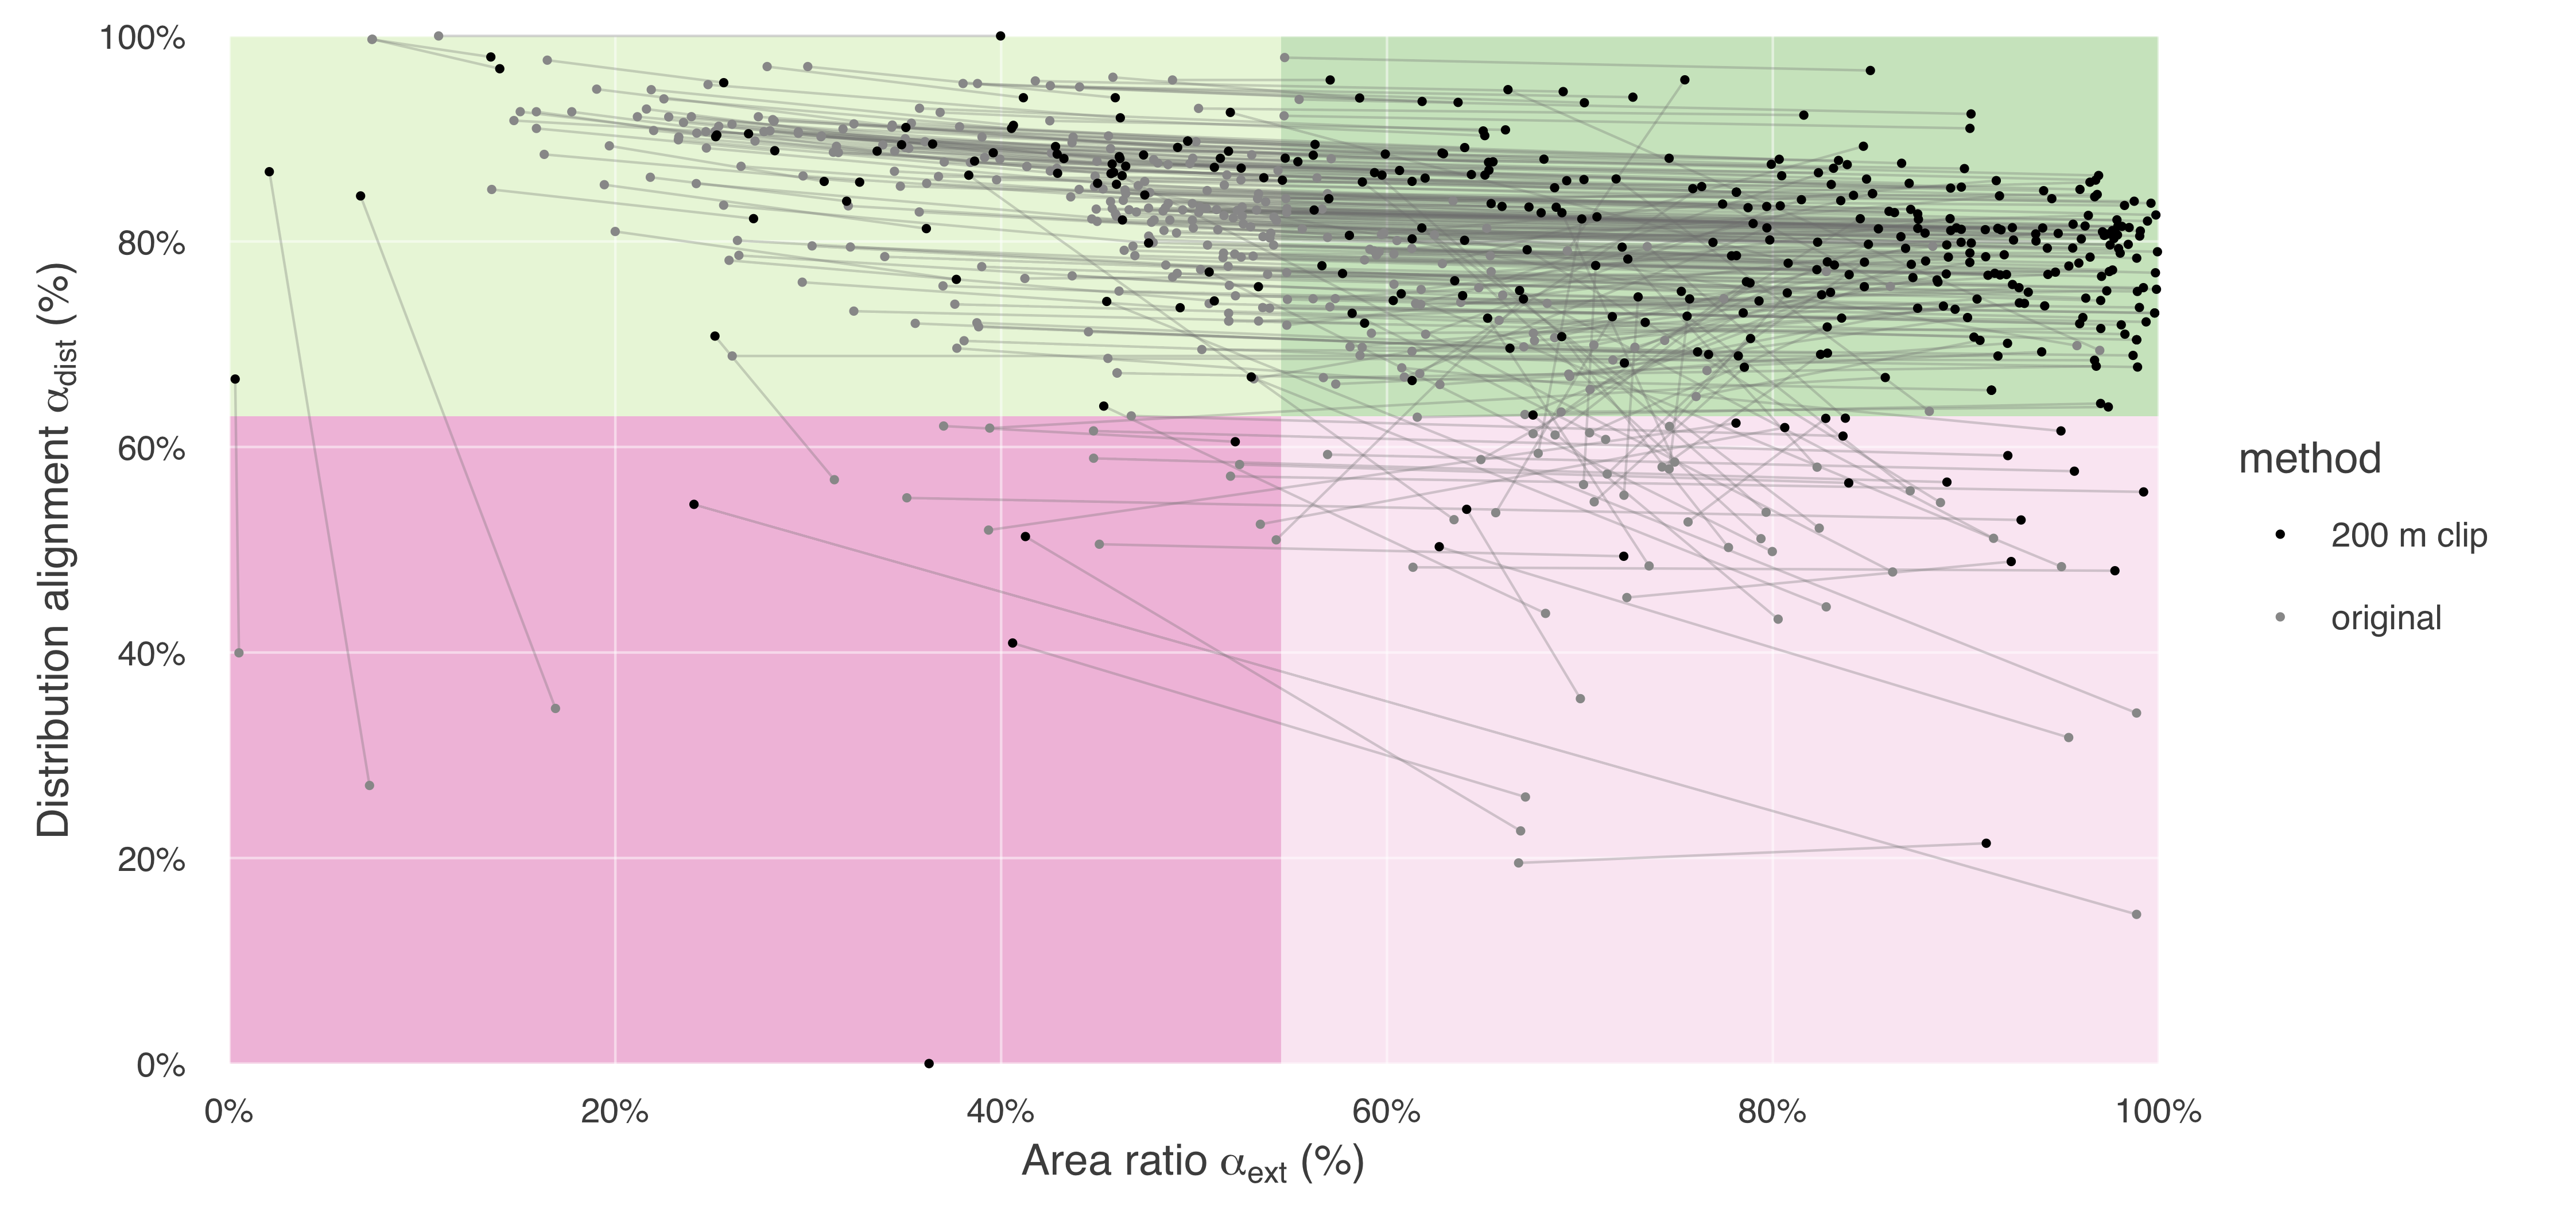 100%
80%
60%
40%
20%
0%
0%
20%
40%
60%
80%
100%
Distribution alignment αdist (%)
Area ratio αext (%)
method
200 m clip
original